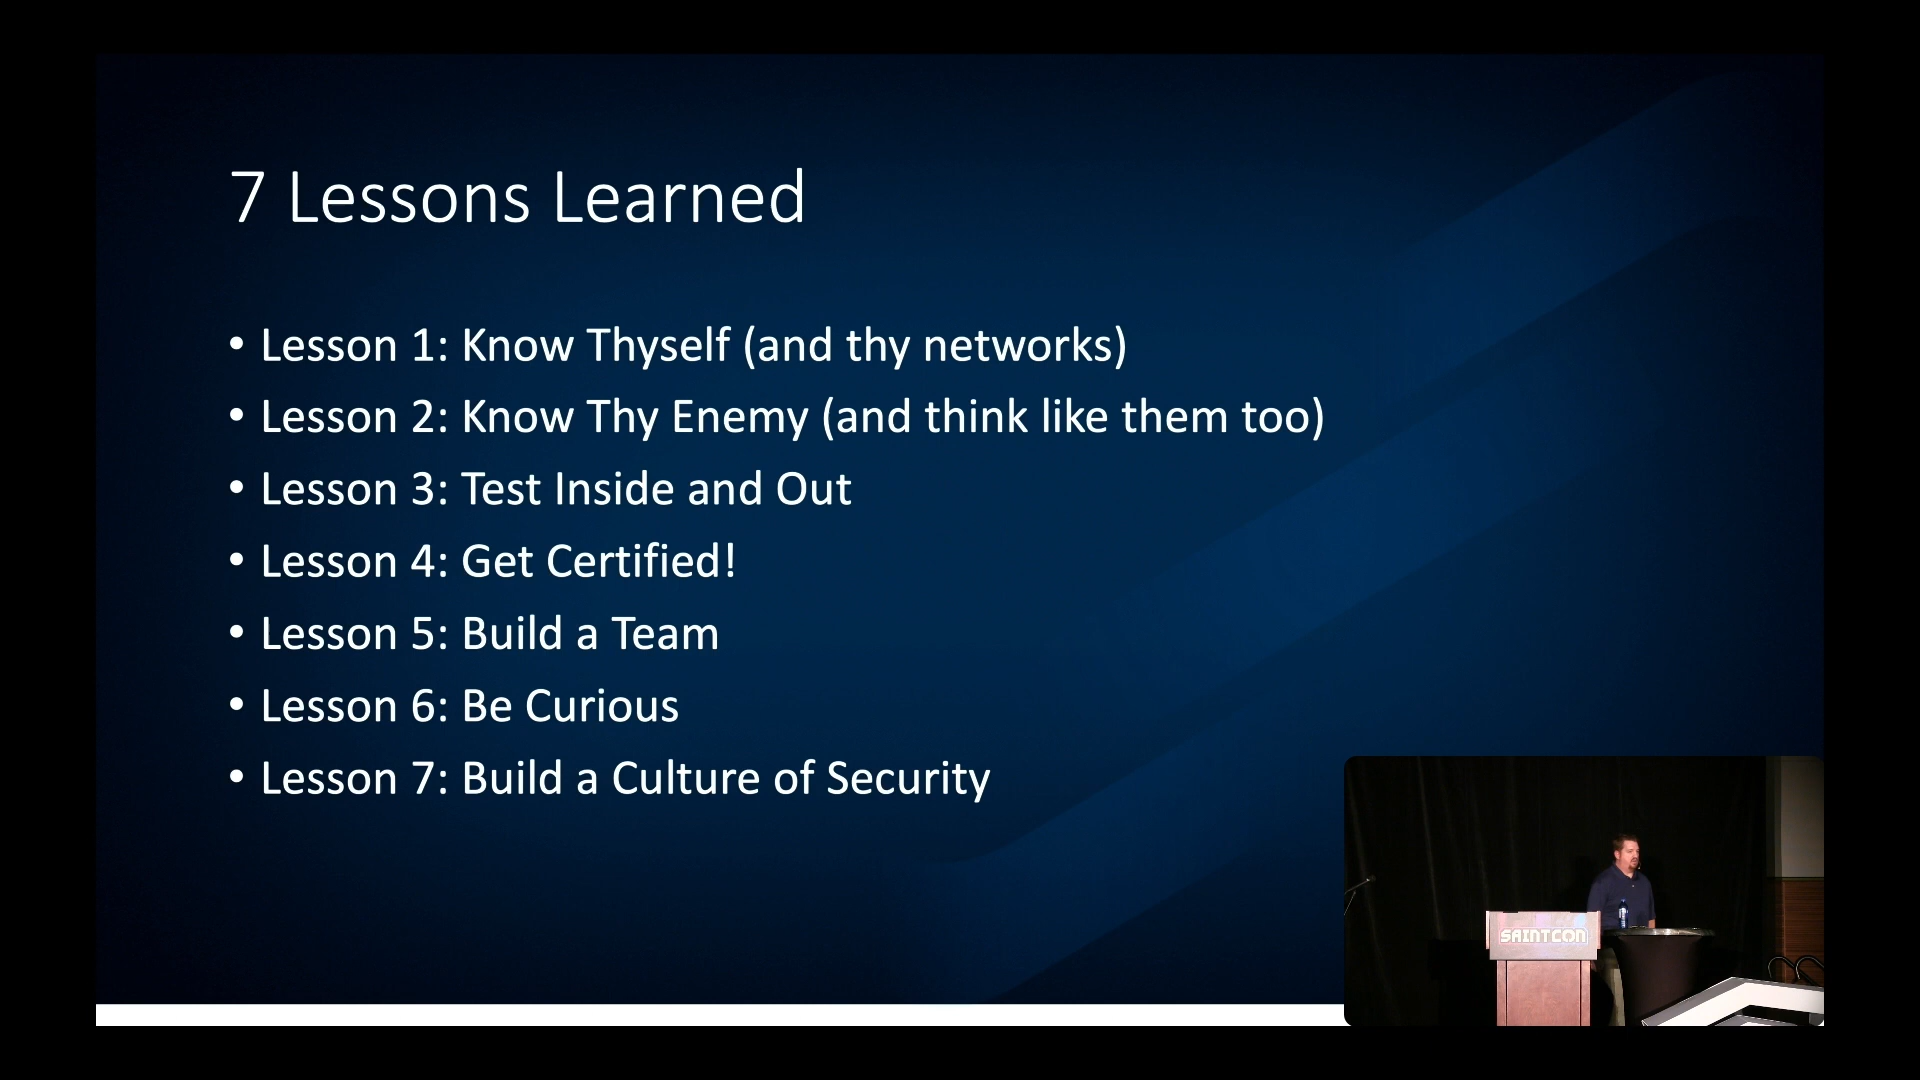 7 Lessons Learned
• Lesson 1: Know Thyself (and thy networks)
• Lesson 2: Know Thy Enemy (and think like them too)
• Lesson 3: Test Inside and Out
• Lesson 4: Get Certified!
• Lesson 5: Build a Team
• Lesson 6: Be Curious
• Lesson 7: Build a Culture of Security
SAINTCON